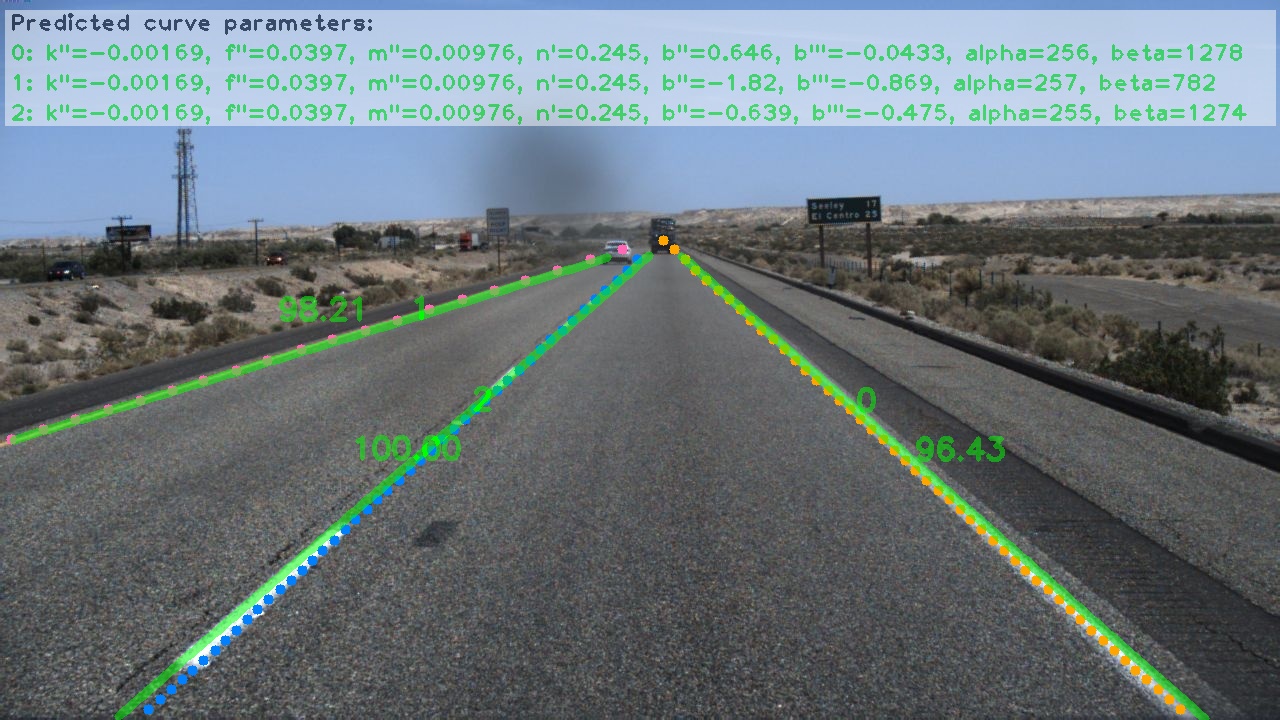 Predicted curve parameters:
0: k''=-0.00169, f''=0.0397, m''=0.00976, n'=0.245, b''=0.646, b'''=-0.0433, alpha=256, beta=1278
1: k''=-0.00169, f''=0.0397, m''=0.00976, n'=0.245, b''=-1.82, b'''=-0.869, alpha=257, beta=782
2: k''=-0.00169, f''=0.0397, m''=0.00976, n'=0.245, b''=-0.639, b'''=-0.475, alpha=255, beta=1274
Seeley 17
El Centro 25
98.21 1
2 0
100.00 96.43